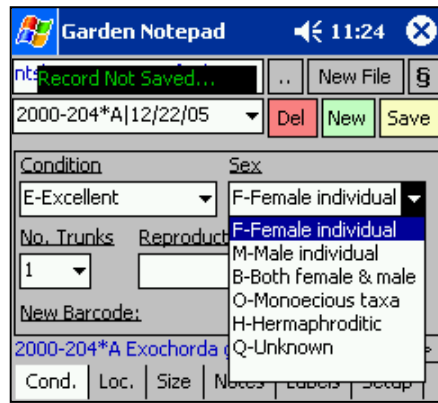 Garden Notepad 11:24
Record Not Saved... .. New File §
2000-204*A|12/22/05 Del New Save
Condition Sex
E-Excellent F-Female individual
No. Trunks F-Female individual
M-Male individual
1 B-Both female & male
O-Monoecious taxa
New Barcode: H-Hermaphroditic
2000-204*A Exochorda Q-Unknown
Cond. Loc. Size Notes Labels Setup